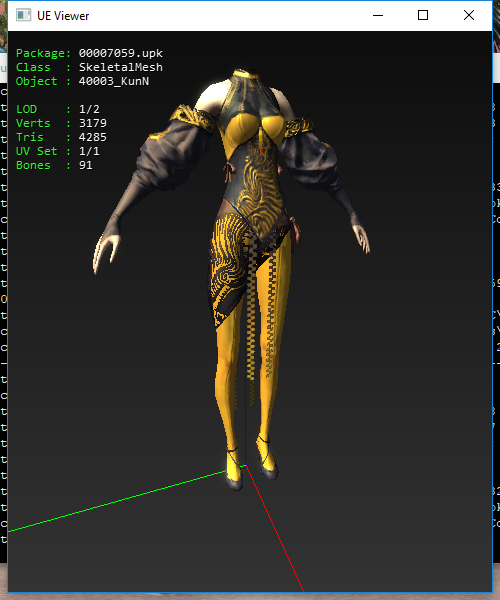 UE Viewer
Package: 00007059.upk
Class  : SkeletalMesh
Object : 40003_KunN
LOD    : 1/2
Verts  : 3179
Tris   : 4285
UV Set : 1/1
Bones  : 91